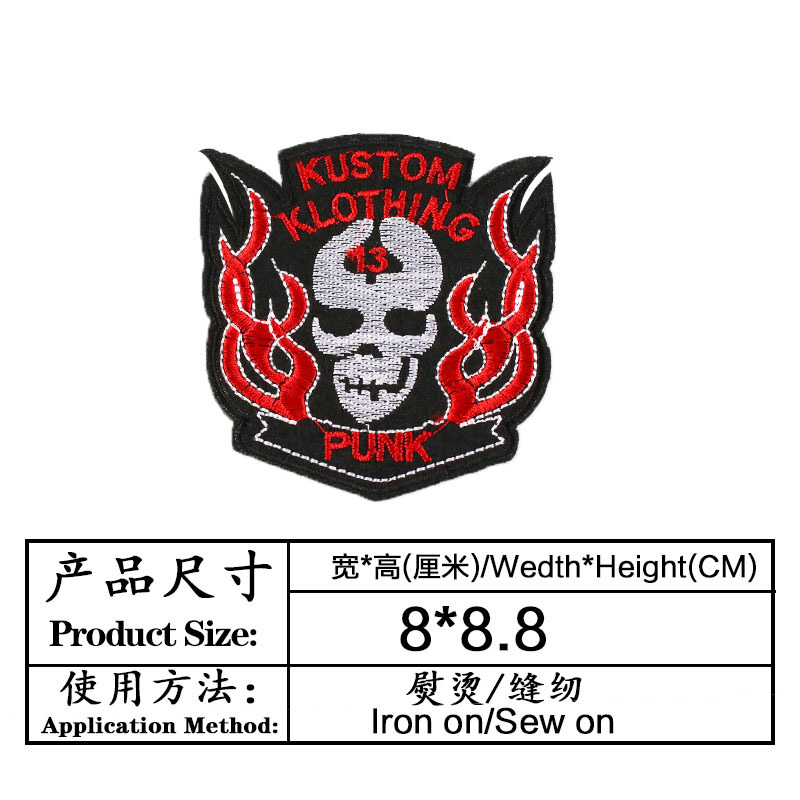 KUSTOM
KLOTHING
13
PUNK
产品尺寸
Product Size:
宽*高(厘米)/Wedth*Height(CM)
8*8.8
使用方法：
Application Method:
熨烫/缝纫
Iron on/Sew on